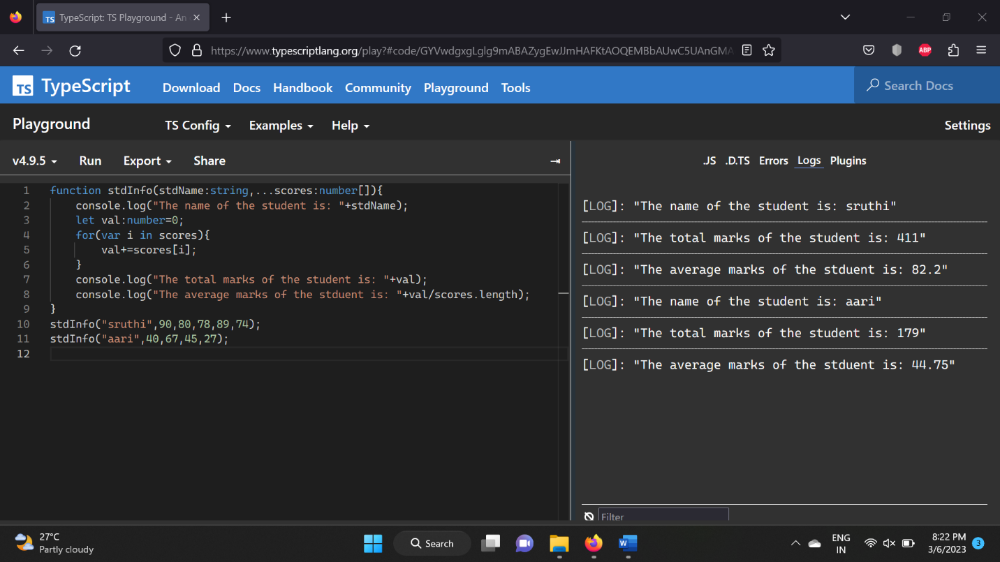 TS TypeScript: TS Playground - An
https://www.typescriptlang.org/play?#code/
ABP
TS TypeScript Download Docs Handbook Community Playground Tools Search Docs
Playground TS Config Examples Help Settings
v4.9.5 Run Export Share
.JS .D.TS Errors Logs Plugins
1 function stdInfo(stdName:string,...scores:number[]){
2 console.log("The name of the student is: "+stdName);
3 let val:number=0;
4 for(var i in scores){
5 val+=scores[i];
6 }
7 console.log("The total marks of the student is: "+val);
8 console.log("The average marks of the stduent is: "+val/scores.length);
9 }
10 stdInfo("sruthi",90,80,78,89,74);
11 stdInfo("aari",40,67,45,27);
12
[LOG]: "The name of the student is: sruthi"
[LOG]: "The total marks of the student is: 411"
[LOG]: "The average marks of the stduent is: 82.2"
[LOG]: "The name of the student is: aari"
[LOG]: "The total marks of the student is: 179"
[LOG]: "The average marks of the stduent is: 44.75"
Filter
27°C
Partly cloudy
Search
W
ENG
IN
8:22 PM
3/6/2023
3